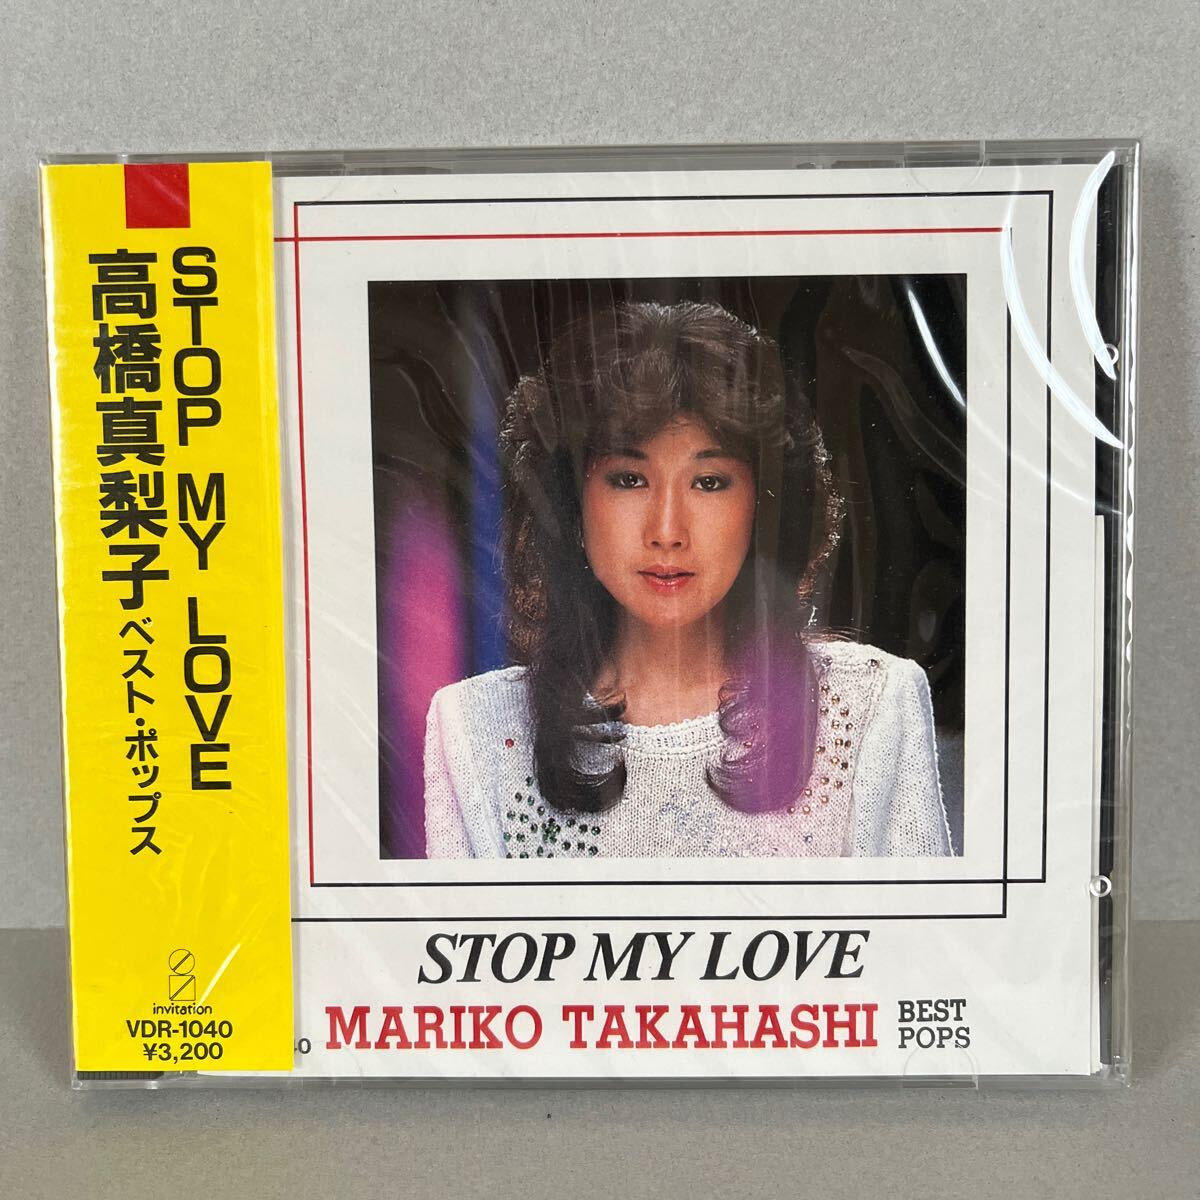 STOP MY LOVE
高橋真梨子 ベスト・ポップス
invitation
VDR-1040
¥3,200
STOP MY LOVE
40 MARIKO TAKAHASHI BEST
POPS